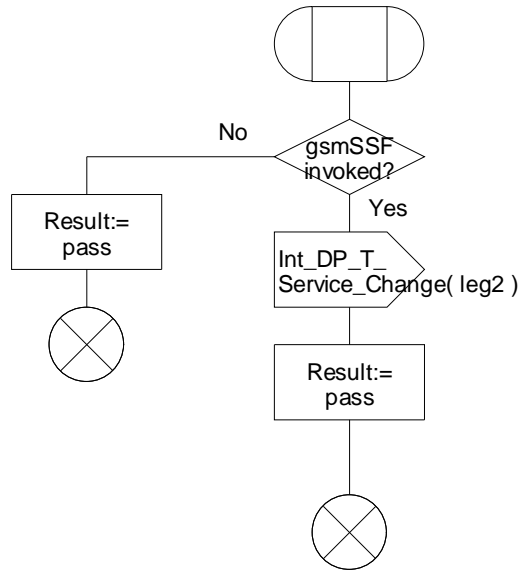 gsmSSF
invoked?
No
Yes
Result:=
pass
Int_DP_T_
Service_Change( leg2 )
Result:=
pass